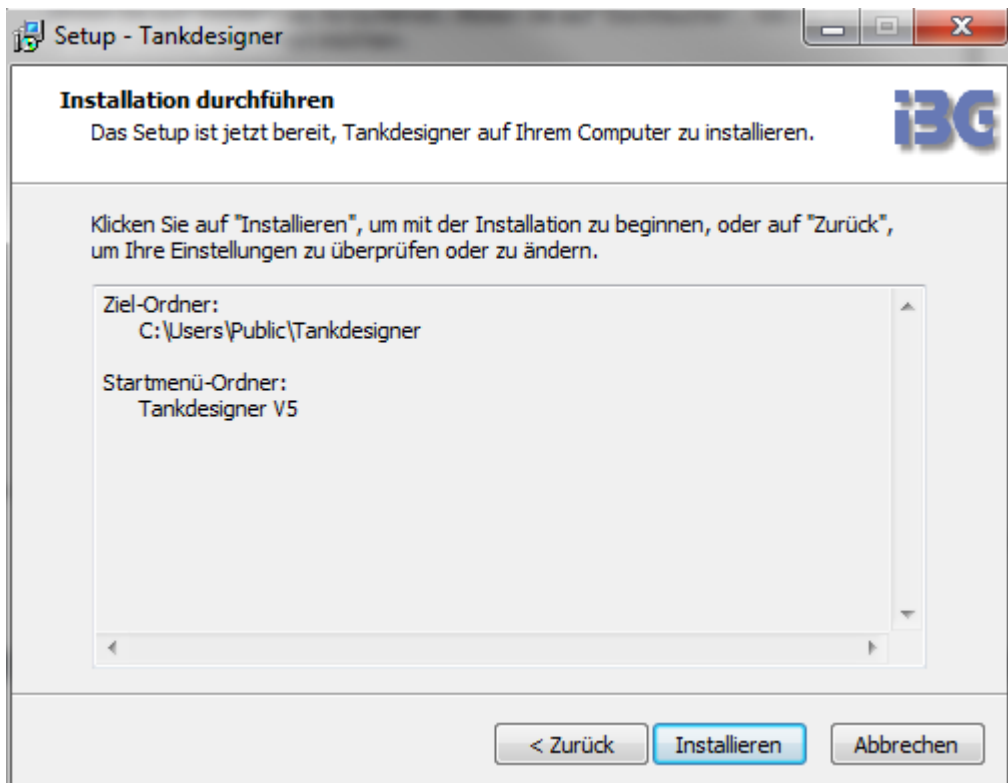 Setup - Tankdesigner
Installation durchführen
Das Setup ist jetzt bereit, Tankdesigner auf Ihrem Computer zu installieren.
iBG
Klicken Sie auf "Installieren", um mit der Installation zu beginnen, oder auf "Zurück",
um Ihre Einstellungen zu überprüfen oder zu ändern.
Ziel-Ordner:
C:\Users\Public\Tankdesigner
Startmenü-Ordner:
Tankdesigner V5
< Zurück
Installieren
Abbrechen